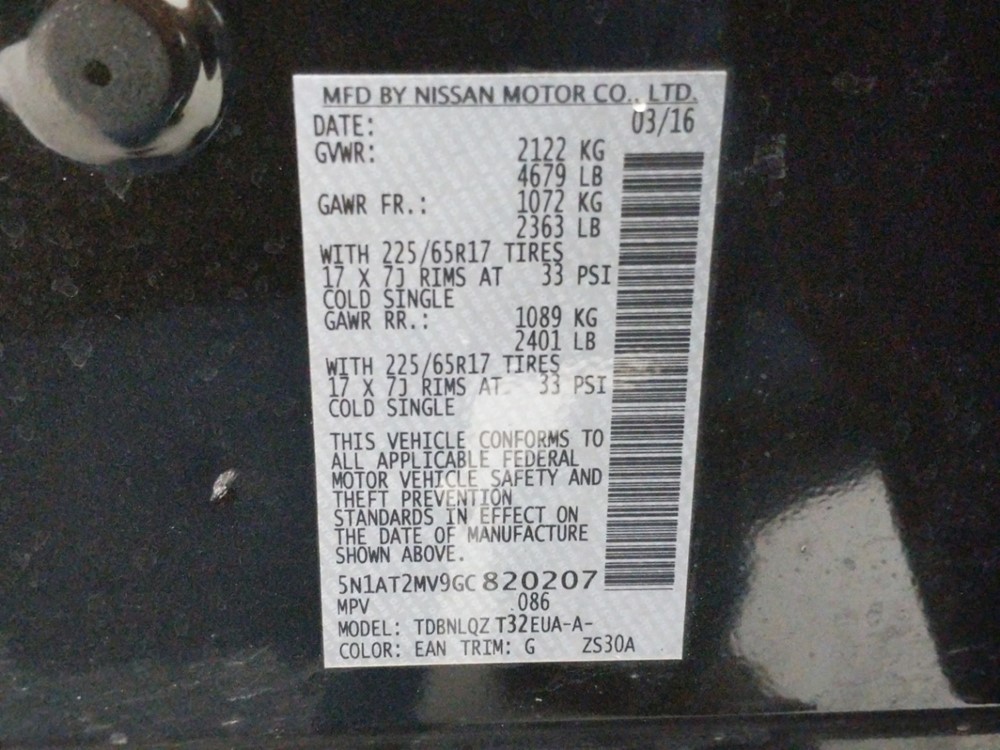 MFD BY NISSAN MOTOR CO., LTD.
DATE: 03/16
GVWR: 2122 KG
4679 LB
GAWR FR.: 1072 KG
2363 LB
WITH 225/65R17 TIRES
17 X 7J RIMS AT 33 PSI
COLD SINGLE
GAWR RR.: 1089 KG
2401 LB
WITH 225/65R17 TIRES
17 X 7J RIMS AT 33 PSI
COLD SINGLE
THIS VEHICLE CONFORMS TO
ALL APPLICABLE FEDERAL
MOTOR VEHICLE SAFETY AND
THEFT PREVENTION
STANDARDS IN EFFECT ON
THE DATE OF MANUFACTURE
SHOWN ABOVE.
5N1AT2MV9GC820207
MPV 086
MODEL: TDBNLQZ T32EUA-A-
COLOR: EAN TRIM: G ZS30A